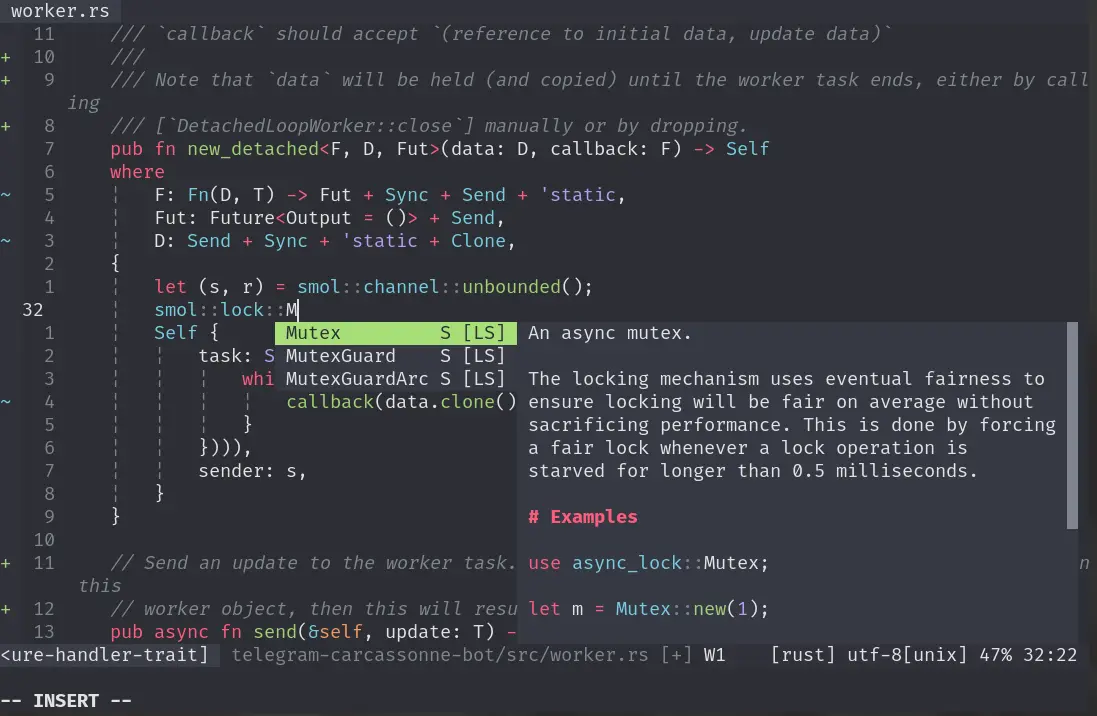 worker.rs
11 /// `callback` should accept `(reference to initial data, update data)`
+ 10 ///
+ 9 /// Note that `data` will be held (and copied) until the worker task ends, either by call
ing
+ 8 /// [`DetachedLoopWorker::close`] manually or by dropping.
7 pub fn new_detached<F, D, Fut>(data: D, callback: F) -> Self
6 where
~ 5 ¦ F: Fn(D, T) -> Fut + Sync + Send + 'static,
4 ¦ Fut: Future<Output = ()> + Send,
~ 3 ¦ D: Send + Sync + 'static + Clone,
2 {
1 ¦ let (s, r) = smol::channel::unbounded();
32 ¦ smol::lock::M
1 ¦ Self { Mutex S [LS] An async mutex.
2 ¦ ¦ task: S MutexGuard S [LS]
3 ¦ ¦ ¦ whi MutexGuardArc S [LS] The locking mechanism uses eventual fairness to
~ 4 ¦ ¦ ¦ ¦ callback(data.clone() ensure locking will be fair on average without
5 ¦ ¦ ¦ } sacrificing performance. This is done by forcing
6 ¦ ¦ }))), a fair lock whenever a lock operation is
7 ¦ ¦ sender: s, starved for longer than 0.5 milliseconds.
8 ¦ }
9 } # Examples
10
+ 11 // Send an update to the worker task. use async_lock::Mutex; n
this
+ 12 // worker object, then this will resu let m = Mutex::new(1);
13 pub async fn send(&self, update: T) -
<ure-handler-trait] telegram-carcassonne-bot/src/worker.rs [+] W1 [rust] utf-8[unix] 47% 32:22
-- INSERT --